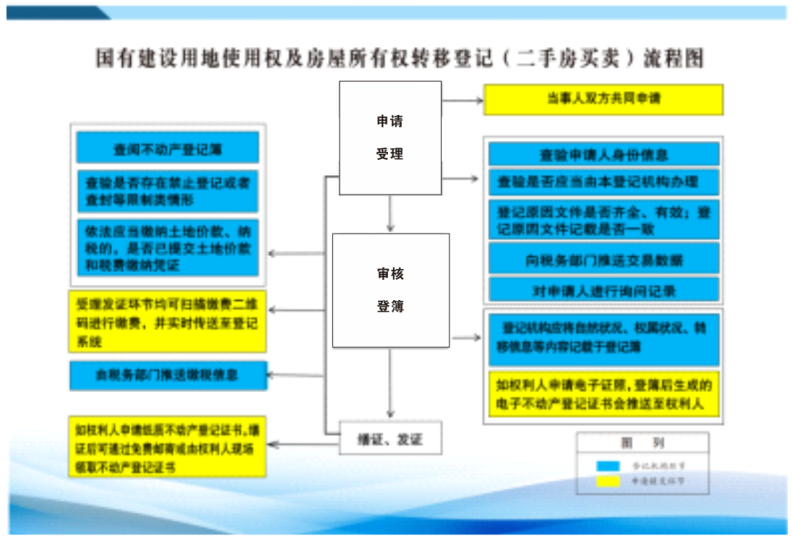 国有建设用地使用权及房屋所有权转移登记（二手房买卖）流程图
申请
受理
当事人双方共同申请
查阅不动产登记簿
查验是否存在禁止登记或者
查封等限制类情形
依法应当缴纳土地价款、纳
税的，是否已提交土地价款
和税费缴纳凭证
查验申请人身份信息
查验是否应当由本登记机构办理
登记原因文件是否齐全、有效；登
记原因文件记载是否一致
向税务部门推送交易数据
对申请人进行询问记录
审核
登簿
受理发证环节均可扫描缴费二维
码进行缴费，并实时传送至登记
系统
由税务部门推送缴税信息
登记机构应将自然状况、权属状况、转
移信息等内容记载于登记簿
如权利人申请电子证照，登簿后生成的
电子不动产登记证书会推送至权利人
如权利人申请纸质不动产登记证书，缮
证后可通过免费邮寄或由权利人现场
领取不动产登记证书
缮证、发证
图 列
登记机构环节